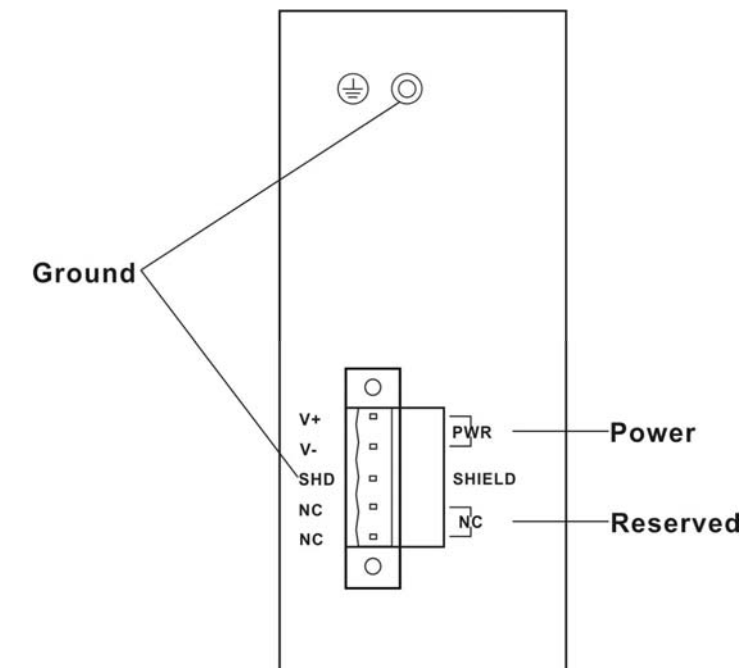 Ground
V+
V-
SHD
NC
NC
PWR
SHIELD
NC
Power
Reserved